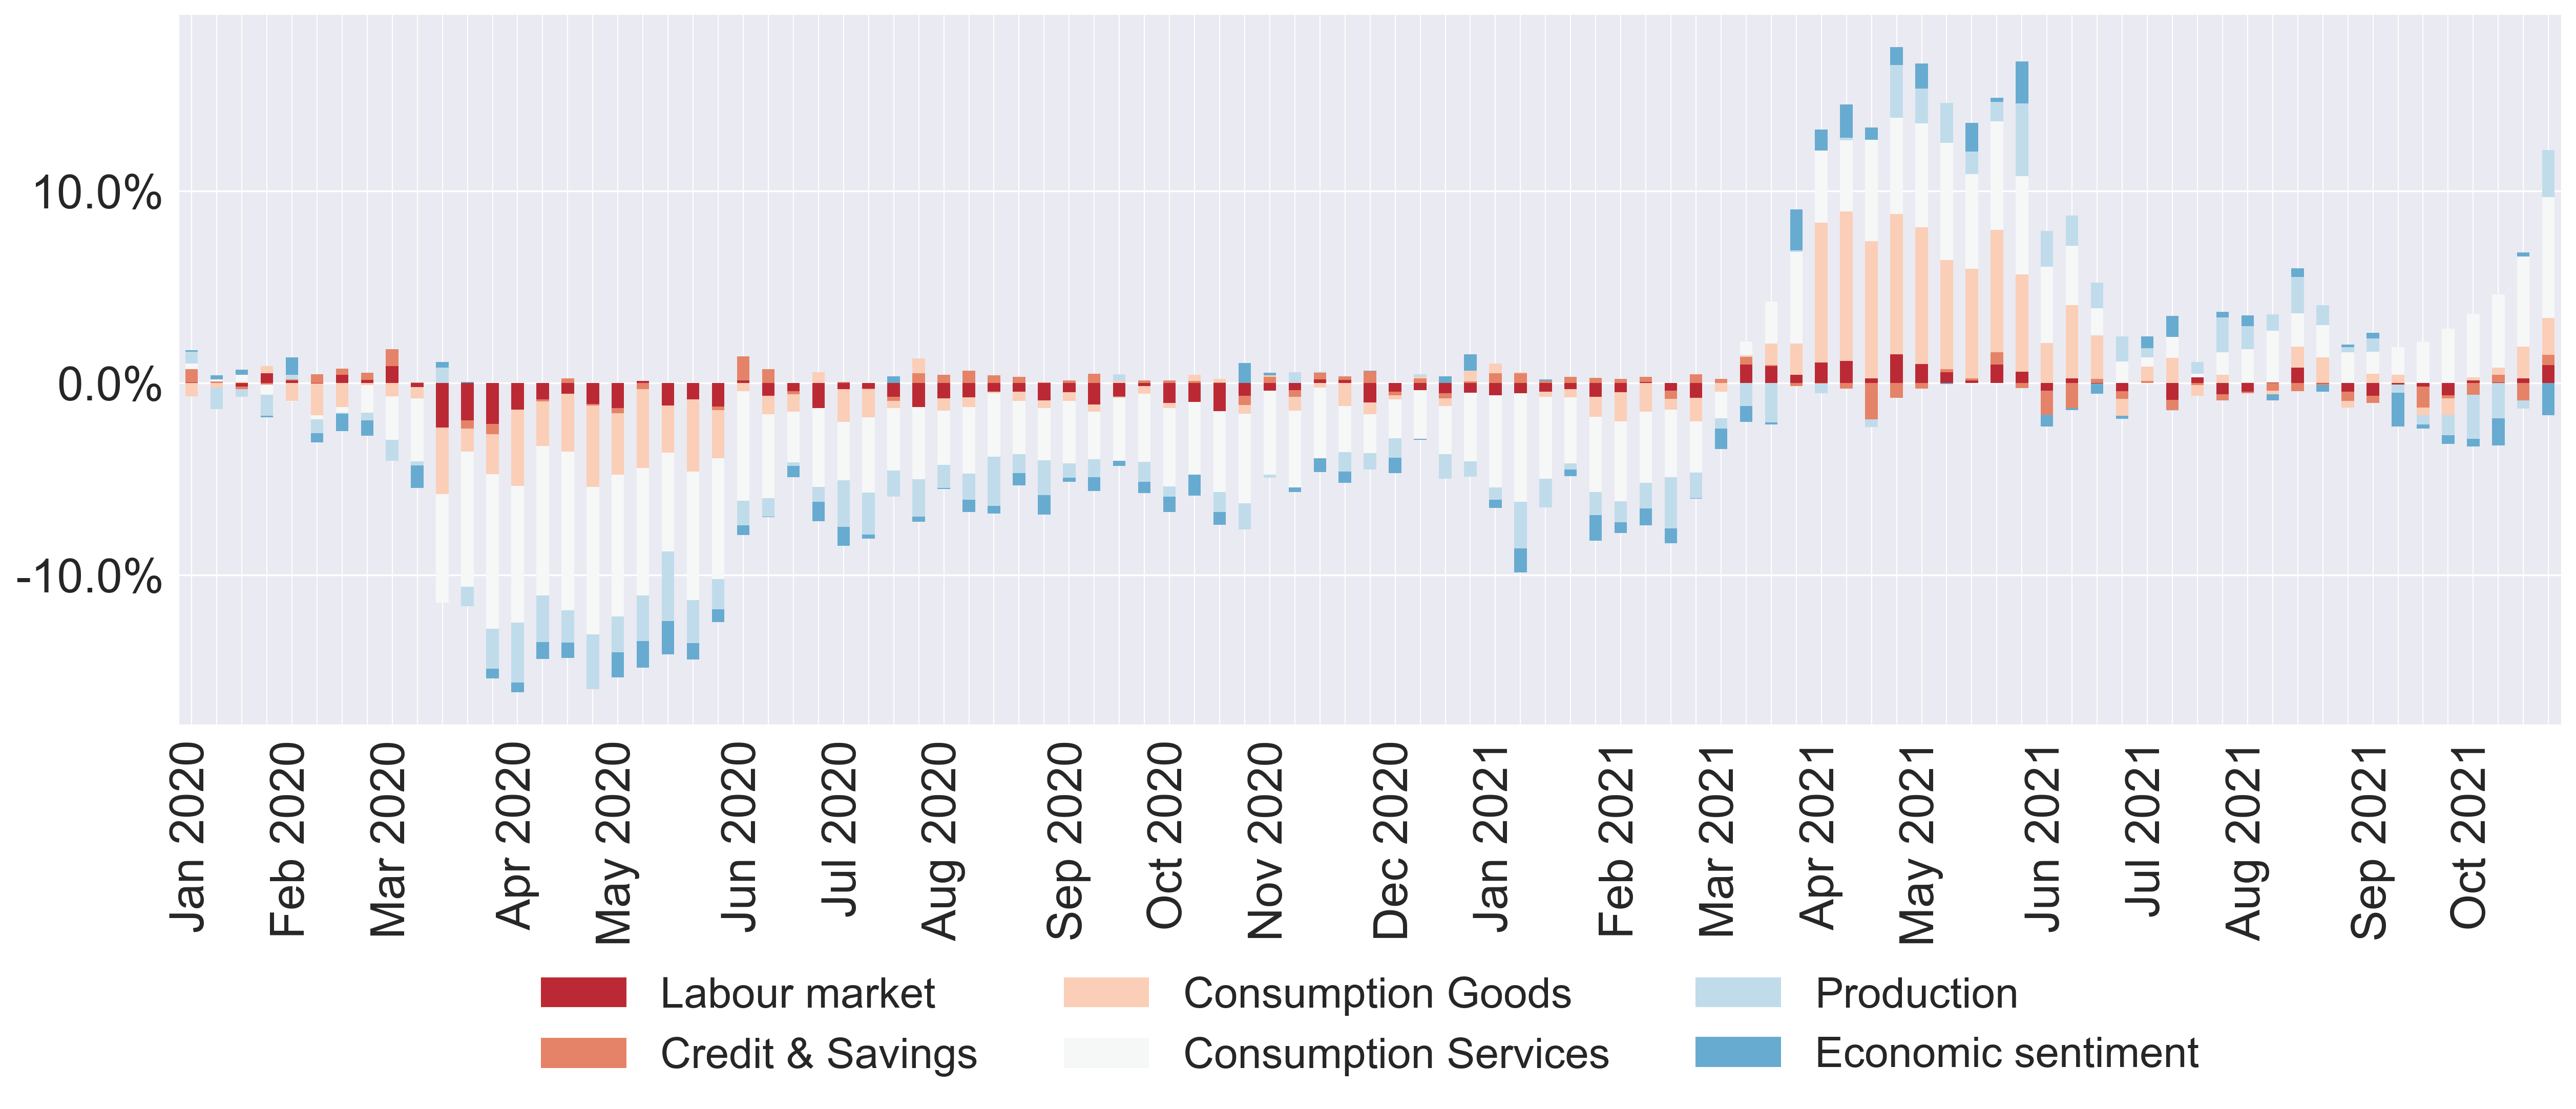 10.0%
0.0%
-10.0%
Jan 2020
Feb 2020
Mar 2020
Apr 2020
May 2020
Jun 2020
Jul 2020
Aug 2020
Sep 2020
Oct 2020
Nov 2020
Dec 2020
Jan 2021
Feb 2021
Mar 2021
Apr 2021
May 2021
Jun 2021
Jul 2021
Aug 2021
Sep 2021
Oct 2021
Labour market
Consumption Goods
Production
Credit & Savings
Consumption Services
Economic sentiment